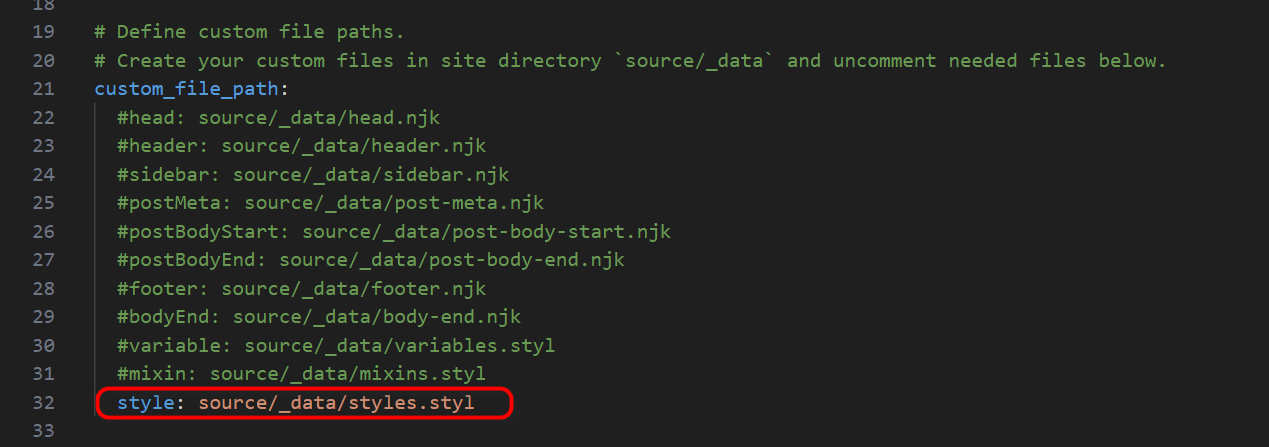 18
19 # Define custom file paths.
20 # Create your custom files in site directory `source/_data` and uncomment needed files below.
21 custom_file_path:
22 #head: source/_data/head.njk
23 #header: source/_data/header.njk
24 #sidebar: source/_data/sidebar.njk
25 #postMeta: source/_data/post-meta.njk
26 #postBodyStart: source/_data/post-body-start.njk
27 #postBodyEnd: source/_data/post-body-end.njk
28 #footer: source/_data/footer.njk
29 #bodyEnd: source/_data/body-end.njk
30 #variable: source/_data/variables.styl
31 #mixin: source/_data/mixins.styl
32 style: source/_data/styles.styl
33